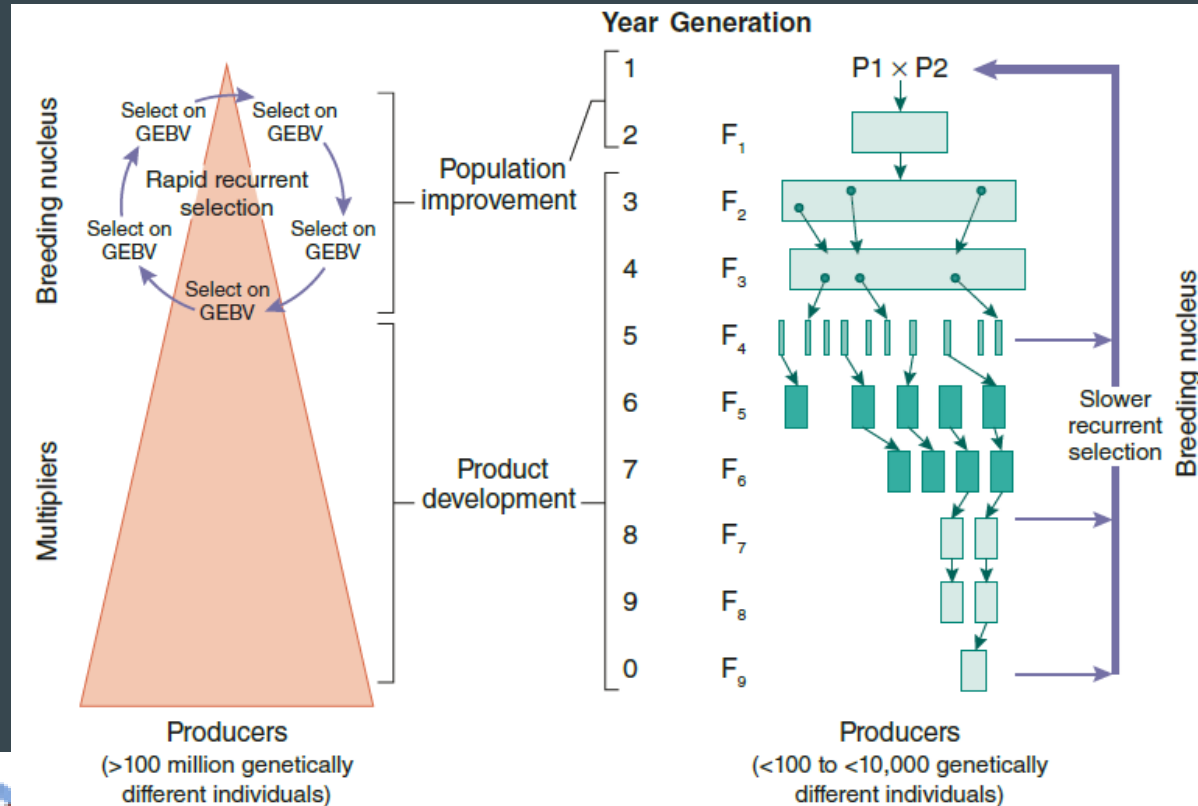 Year Generation
Breeding nucleus
Select on
GEBV
Select on
GEBV
Rapid recurrent
selection
Select on
GEBV
Select on
GEBV
Select on
GEBV
Multipliers
Producers
(>100 million genetically
different individuals)
Population
improvement
Product
development
1
P1 × P2
2 F1
3 F2
4 F3
5 F4
6 F5
7 F6
8 F7
9 F8
0 F9
Slower
recurrent
selection
Breeding nucleus
Producers
(<100 to <10,000 genetically
different individuals)